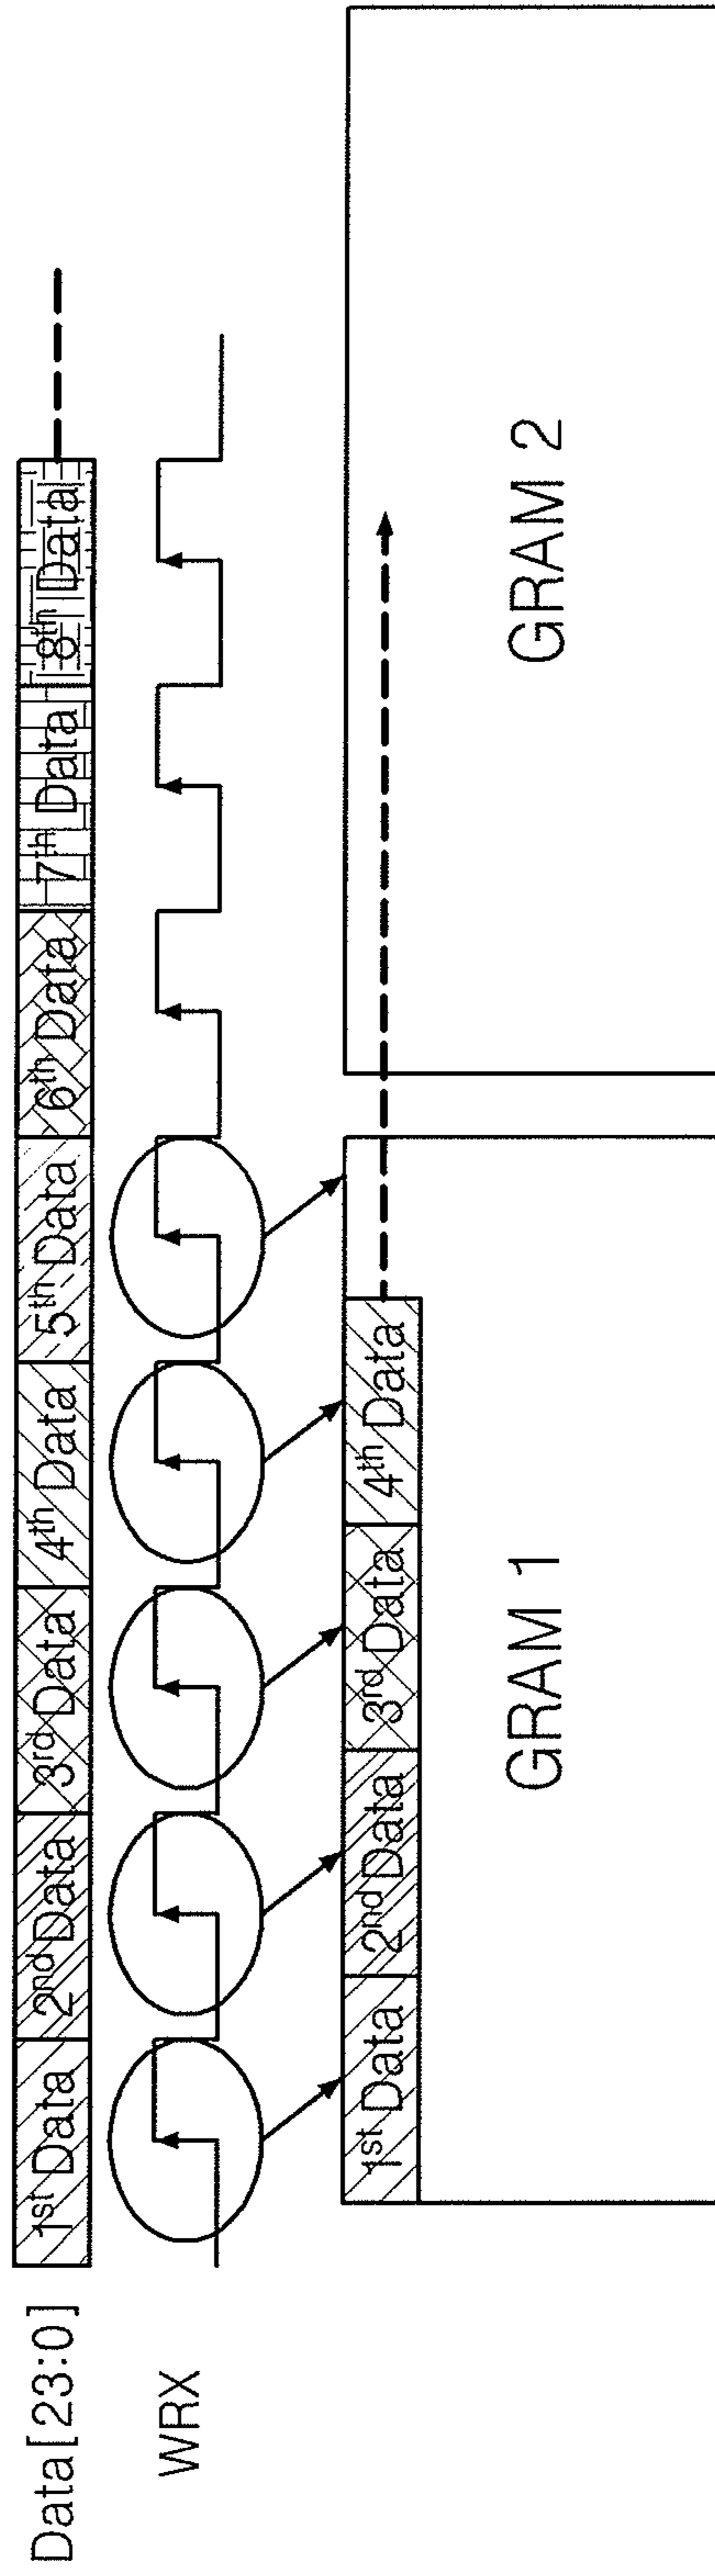 Data[23:0] 1st Data 2nd Data 3rd Data 4th Data 5th Data 6th Data 7th Data 8th Data
WRX
1st Data 2nd Data 3rd Data 4th Data
GRAM 1 GRAM 2